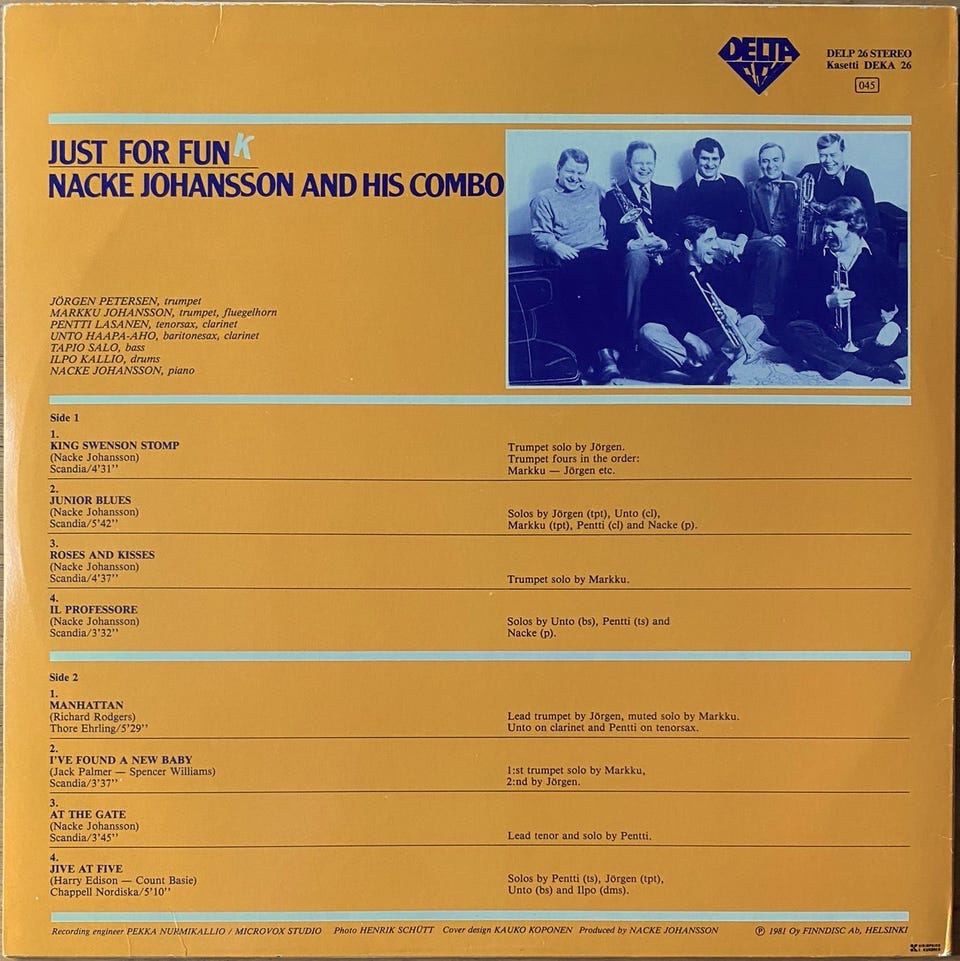 DELTA
DELP 26 STEREO
Kasetti DEKA 26
045
JUST FOR FUNK
NACKE JOHANSSON AND HIS COMBO
JÖRGEN PETERSEN, trumpet
MARKKU JOHANSSON, trumpet, fluegelhorn
PENTTI LASANEN, tenorsax, clarinet
UNTO HAAPA-AHO, baritonesax, clarinet
TAPIO SALO, bass
ILPO KALLIO, drums
NACKE JOHANSSON, piano
Side 1
1.
KING SWENSON STOMP
(Nacke Johansson)
Scandia/4'31''
Trumpet solo by Jörgen.
Trumpet fours in the order:
Markku — Jörgen etc.
2.
JUNIOR BLUES
(Nacke Johansson)
Scandia/5'42''
Solos by Jörgen (tpt), Unto (cl),
Markku (tpt), Pentti (cl) and Nacke (p).
3.
ROSES AND KISSES
(Nacke Johansson)
Scandia/4'37''
Trumpet solo by Markku.
4.
IL PROFESSORE
(Nacke Johansson)
Scandia/3'32''
Solos by Unto (bs), Pentti (ts) and
Nacke (p).
Side 2
1.
MANHATTAN
(Richard Rodgers)
Thore Ehrling/5'29''
Lead trumpet by Jörgen, muted solo by Markku.
Unto on clarinet and Pentti on tenorsax.
2.
I'VE FOUND A NEW BABY
(Jack Palmer — Spencer Williams)
Scandia/3'37''
1:st trumpet solo by Markku,
2:nd by Jörgen.
3.
AT THE GATE
(Nacke Johansson)
Scandia/3'45''
Lead tenor and solo by Pentti.
4.
JIVE AT FIVE
(Harry Edison — Count Basie)
Chappell Nordiska/5'10''
Solos by Pentti (ts), Jörgen (tpt),
Unto (bs) and Ilpo (dms).
Recording engineer PEKKA NURMIKALLIO / MICROVOX STUDIO Photo HENRIK SCHÜTT Cover design KAUKO KOPONEN Produced by NACKE JOHANSSON ℗ 1981 Oy FINNDISC Ab, HELSINKI